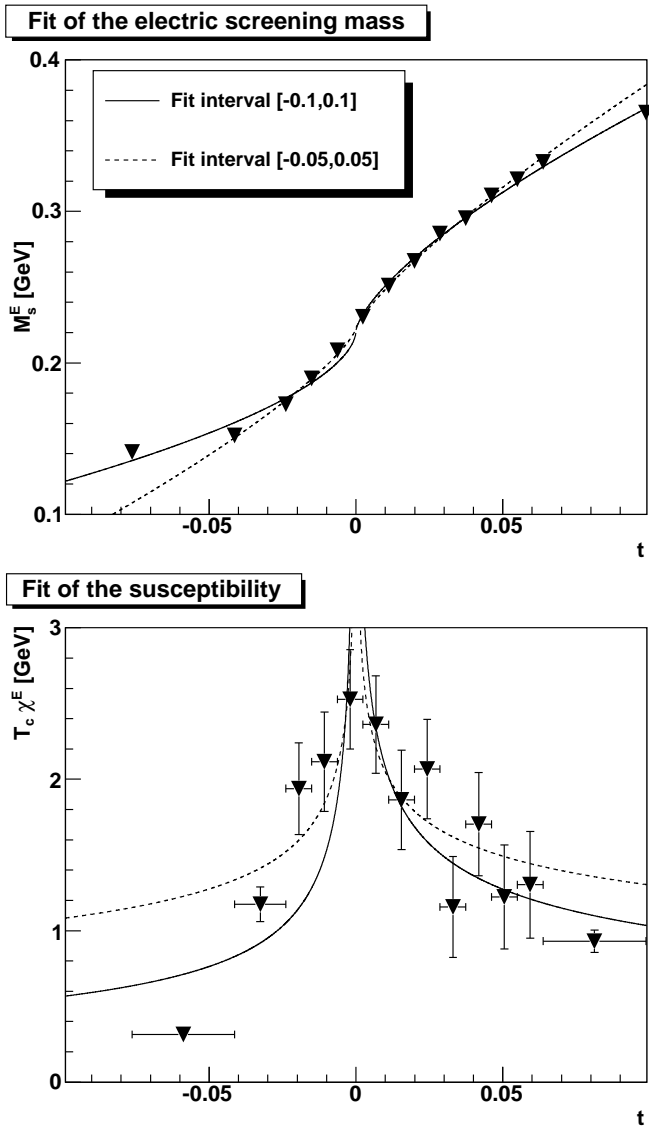 Fit of the electric screening mass
0.4
Fit interval [-0.1,0.1]
Fit interval [-0.05,0.05]
0.3
M_s^E [GeV]
0.2
0.1
-0.05 0 0.05
t
Fit of the susceptibility
3
T_c χ^E [GeV]
2
1
0
-0.05 0 0.05
t